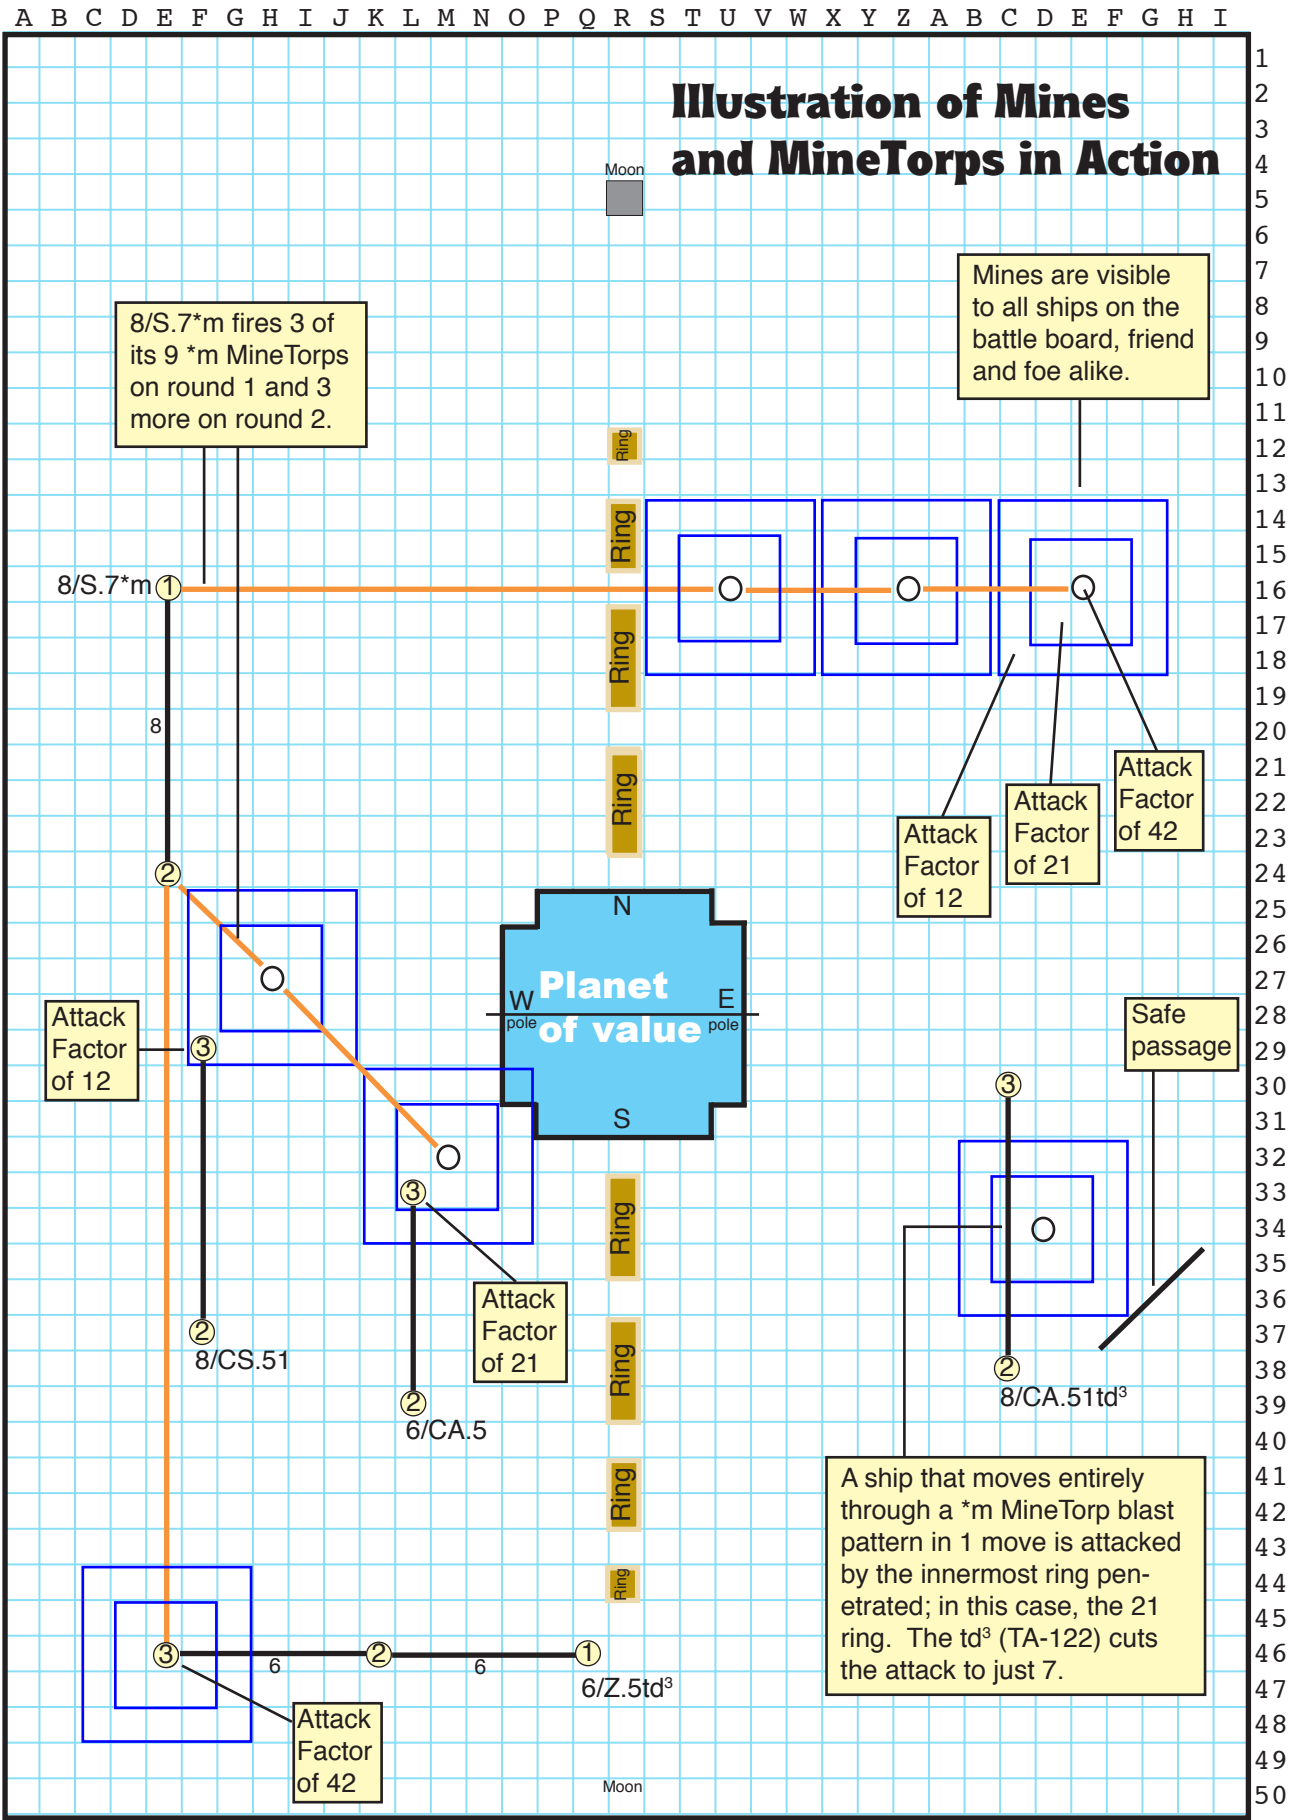 A B C D E F G H I J K L M N O P Q R S T U V W X Y Z A B C D E F G H I
Illustration of Mines
and MineTorps in Action
Moon
Mines are visible
to all ships on the
battle board, friend
and foe alike.
8/S.7*m fires 3 of
its 9 *m MineTorps
on round 1 and 3
more on round 2.
Ring
Ring
8/S.7*m 1
Ring
8
Ring
Attack
Factor
of 42
Attack
Factor
of 21
Attack
Factor
of 12
2
N
Planet
of value
W
pole
E
pole
S
Attack
Factor
of 12
3
Safe
passage
3
3
Ring
Attack
Factor
of 21
2
8/CS.51
2
6/CA.5
Ring
2
8/CA.51td³
Ring
A ship that moves entirely
through a *m MineTorp blast
pattern in 1 move is attacked
by the innermost ring pen-
etrated; in this case, the 21
ring. The td³ (TA-122) cuts
the attack to just 7.
Ring
3
6
2
6
1
6/Z.5td³
Attack
Factor
of 42
Moon
1
2
3
4
5
6
7
8
9
10
11
12
13
14
15
16
17
18
19
20
21
22
23
24
25
26
27
28
29
30
31
32
33
34
35
36
37
38
39
40
41
42
43
44
45
46
47
48
49
50